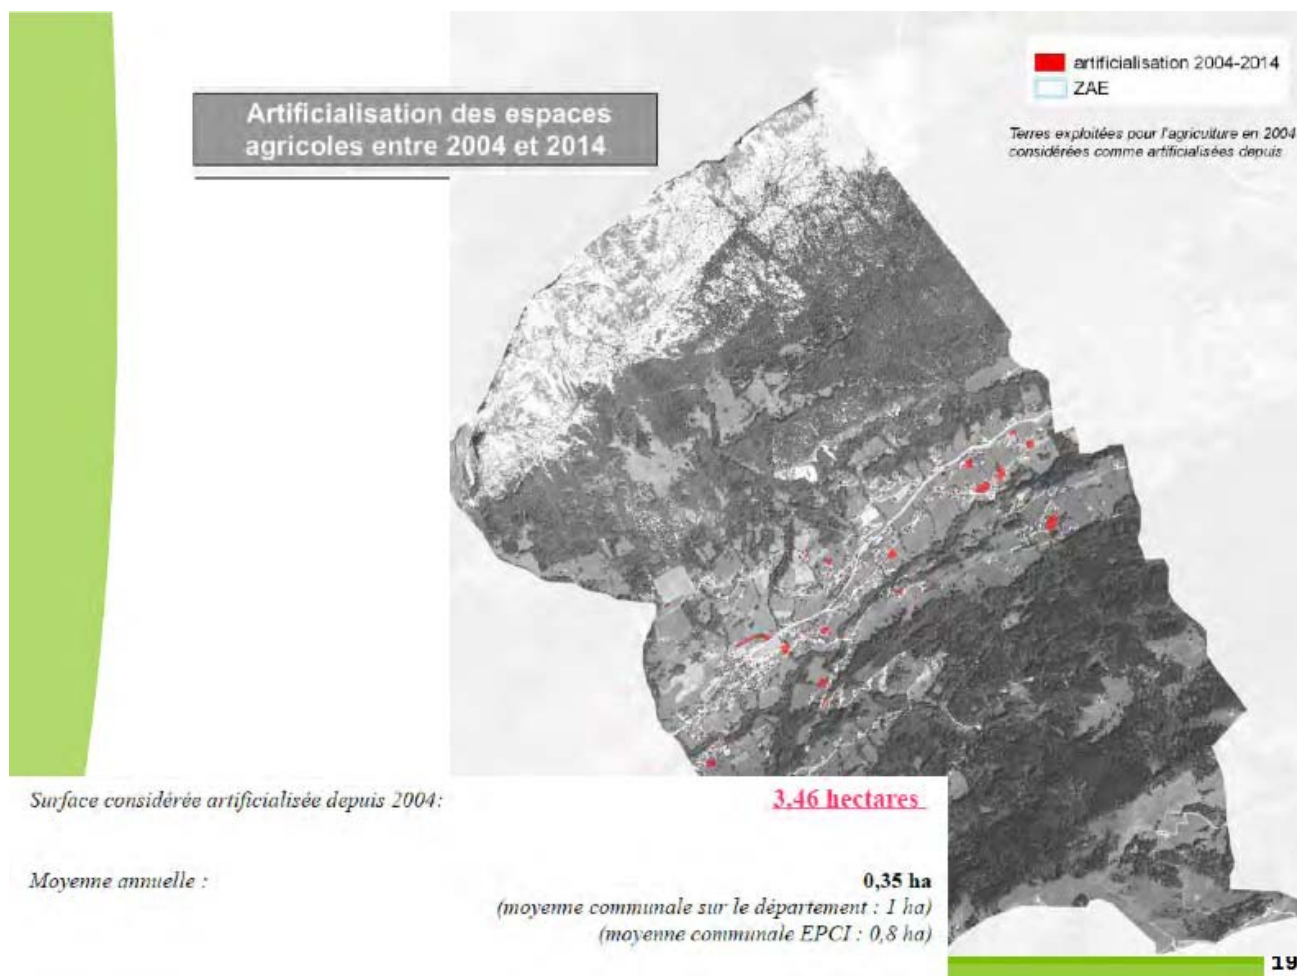 artificialisation 2004-2014
ZAE
Artificialisation des espaces
agricoles entre 2004 et 2014
Terres exploitées pour l'agriculture en 2004
considérées comme artificialisées depuis
Surface considérée artificialisée depuis 2004:
3.46 hectares
Moyenne annuelle :
0,35 ha
(moyenne communale sur le département : 1 ha)
(moyenne communale EPCI : 0,8 ha)
19